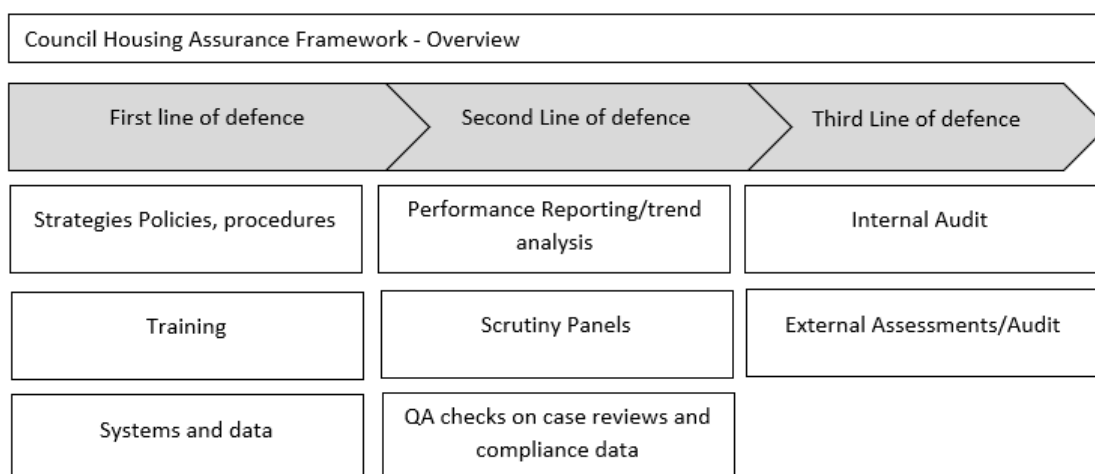 Council Housing Assurance Framework - Overview
First line of defence
Second Line of defence
Third Line of defence
Strategies Policies, procedures
Performance Reporting/trend
analysis
Internal Audit
Training
Scrutiny Panels
External Assessments/Audit
Systems and data
QA checks on case reviews and
compliance data